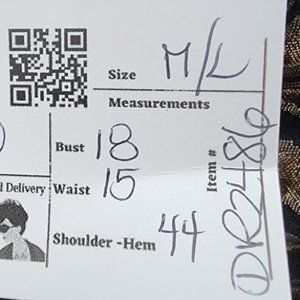 Size M/L
Measurements
Bust 18
l Delivery
Waist 15
Shoulder -Hem 44
Item # DR2486